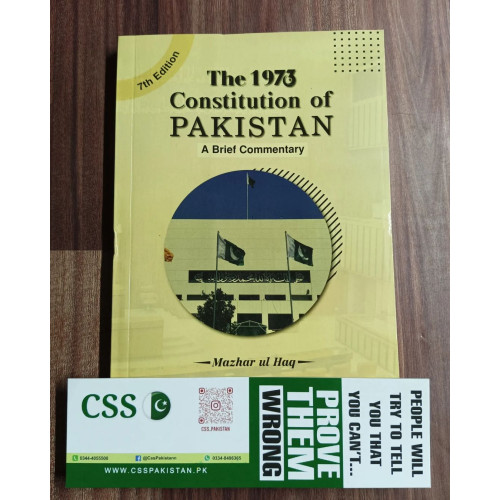 7th Edition
The 1973
Constitution of
PAKISTAN
A Brief Commentary
Mazhar ul Haq
CSS
CSS_PAKISTAN
@CssPakistann
WWW.CSSPAKISTAN.PK
PROVE
THEM
WRONG
PEOPLE WILL
TRY TO TELL
YOU THAT
YOU CAN'T...